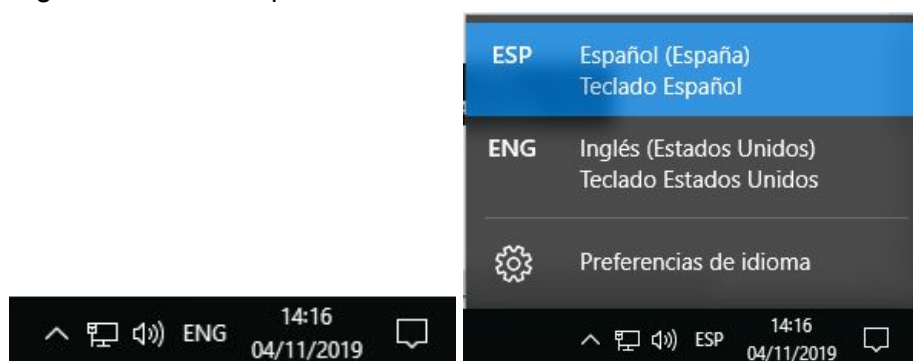 ENG
14:16
04/11/2019
ESP
Español (España)
Teclado Español
ENG
Inglés (Estados Unidos)
Teclado Estados Unidos
Preferencias de idioma
ESP
14:16
04/11/2019